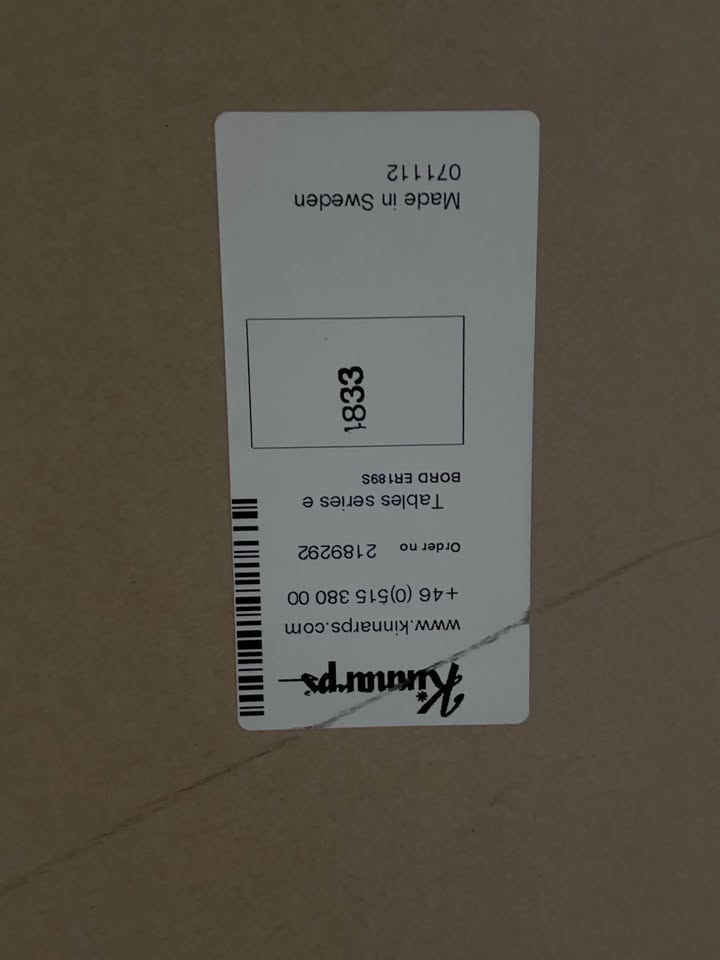 Kinnarps
www.kinnarps.com
+46 (0)515 380 00
Order no 2189292
Tables series e
BORD ER189S
1833
Made in Sweden
071112